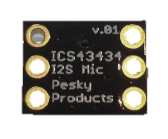 v.01
ICS43434
I2S Mic
Pesky
Products